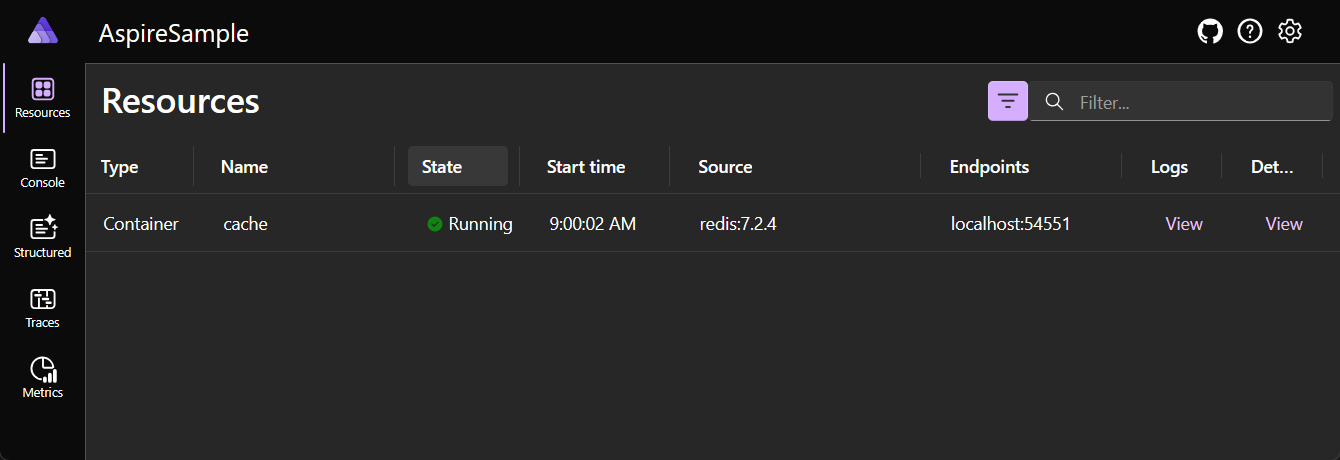 AspireSample
Resources
Filter...
Type Name State Start time Source Endpoints Logs Det...
Container cache Running 9:00:02 AM redis:7.2.4 localhost:54551 View View
Resources
Console
Structured
Traces
Metrics